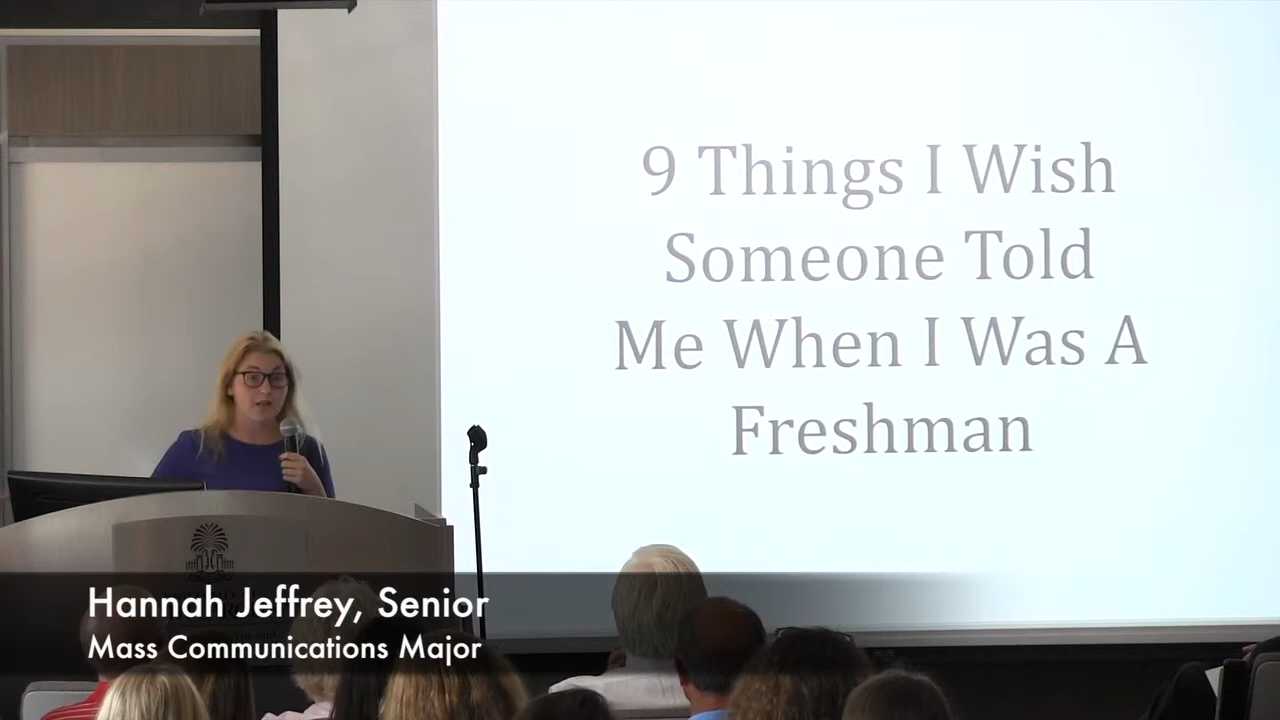 9 Things I Wish
Someone Told
Me When I Was A
Freshman
Hannah Jeffrey, Senior
Mass Communications Major